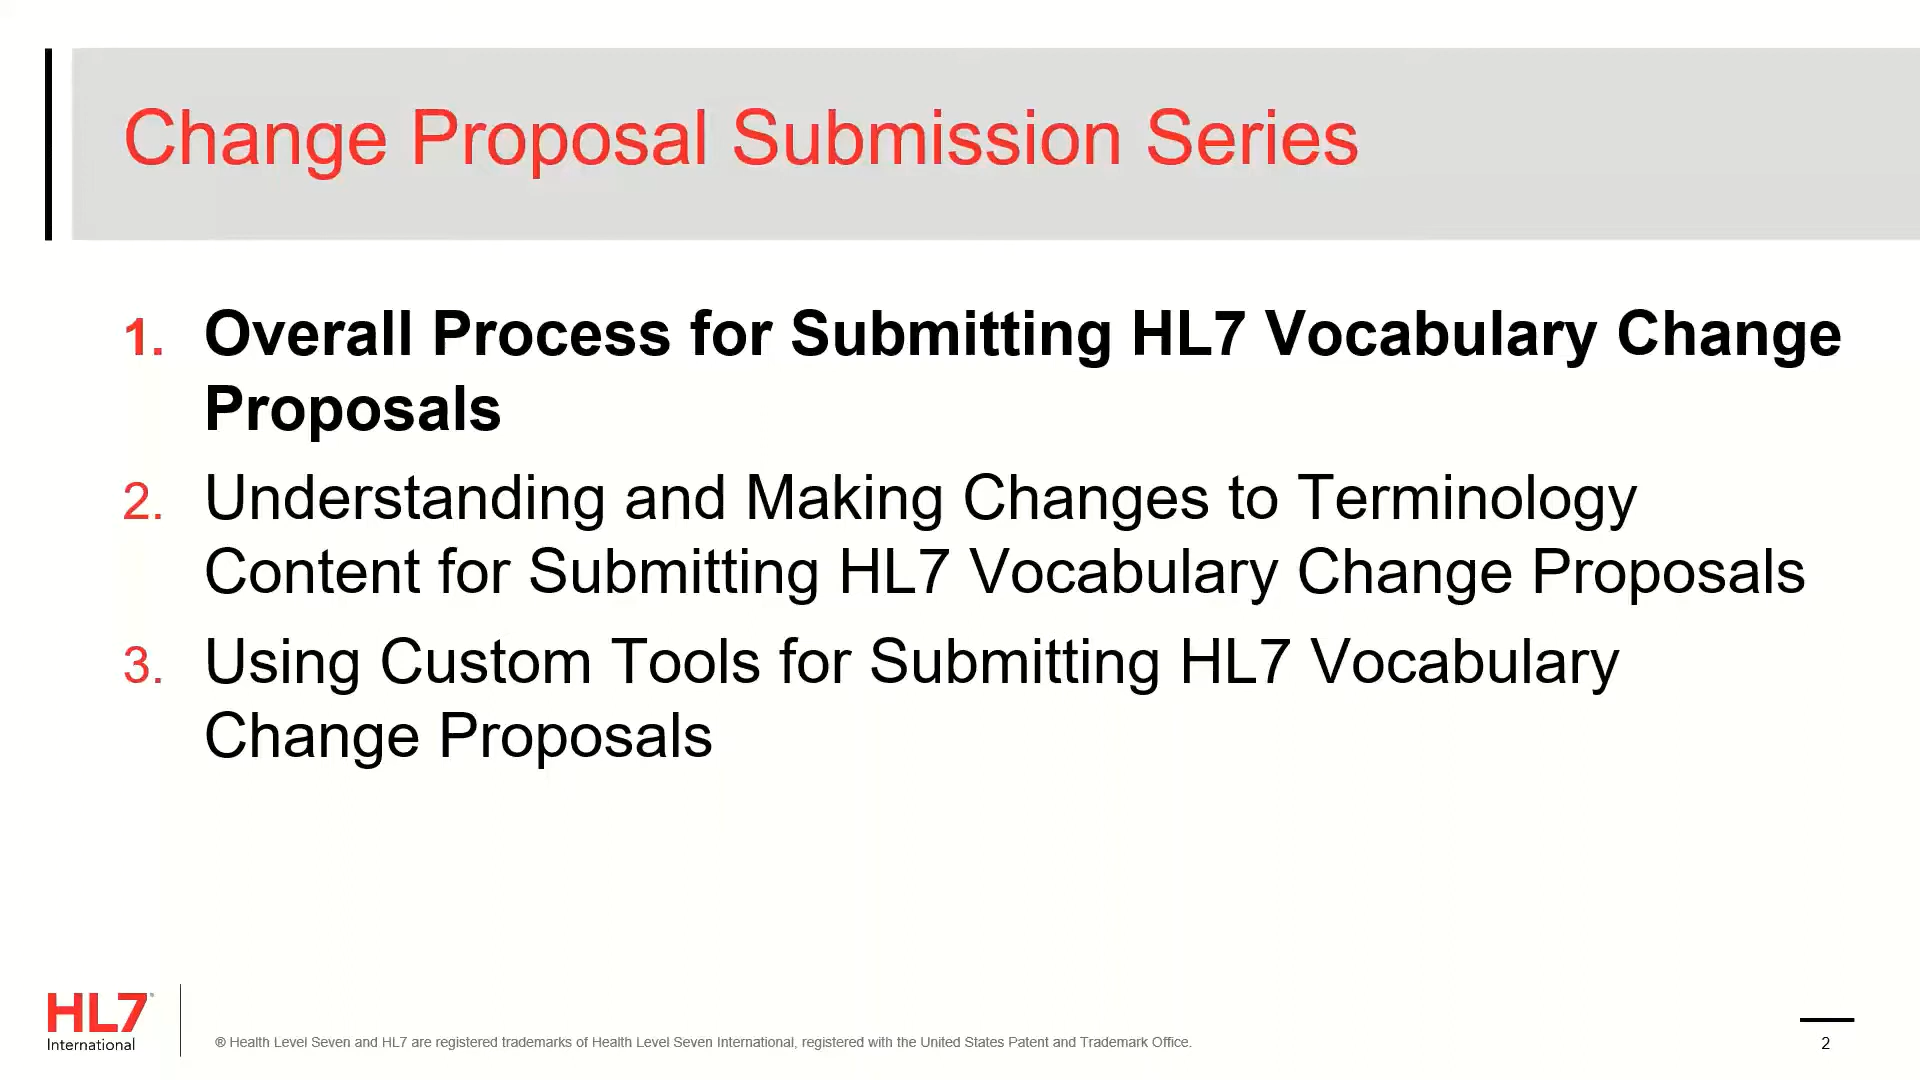 Change Proposal Submission Series
1. Overall Process for Submitting HL7 Vocabulary Change
Proposals
2. Understanding and Making Changes to Terminology
Content for Submitting HL7 Vocabulary Change Proposals
3. Using Custom Tools for Submitting HL7 Vocabulary
Change Proposals
HL7®
International
® Health Level Seven and HL7 are registered trademarks of Health Level Seven International, registered with the United States Patent and Trademark Office.
2